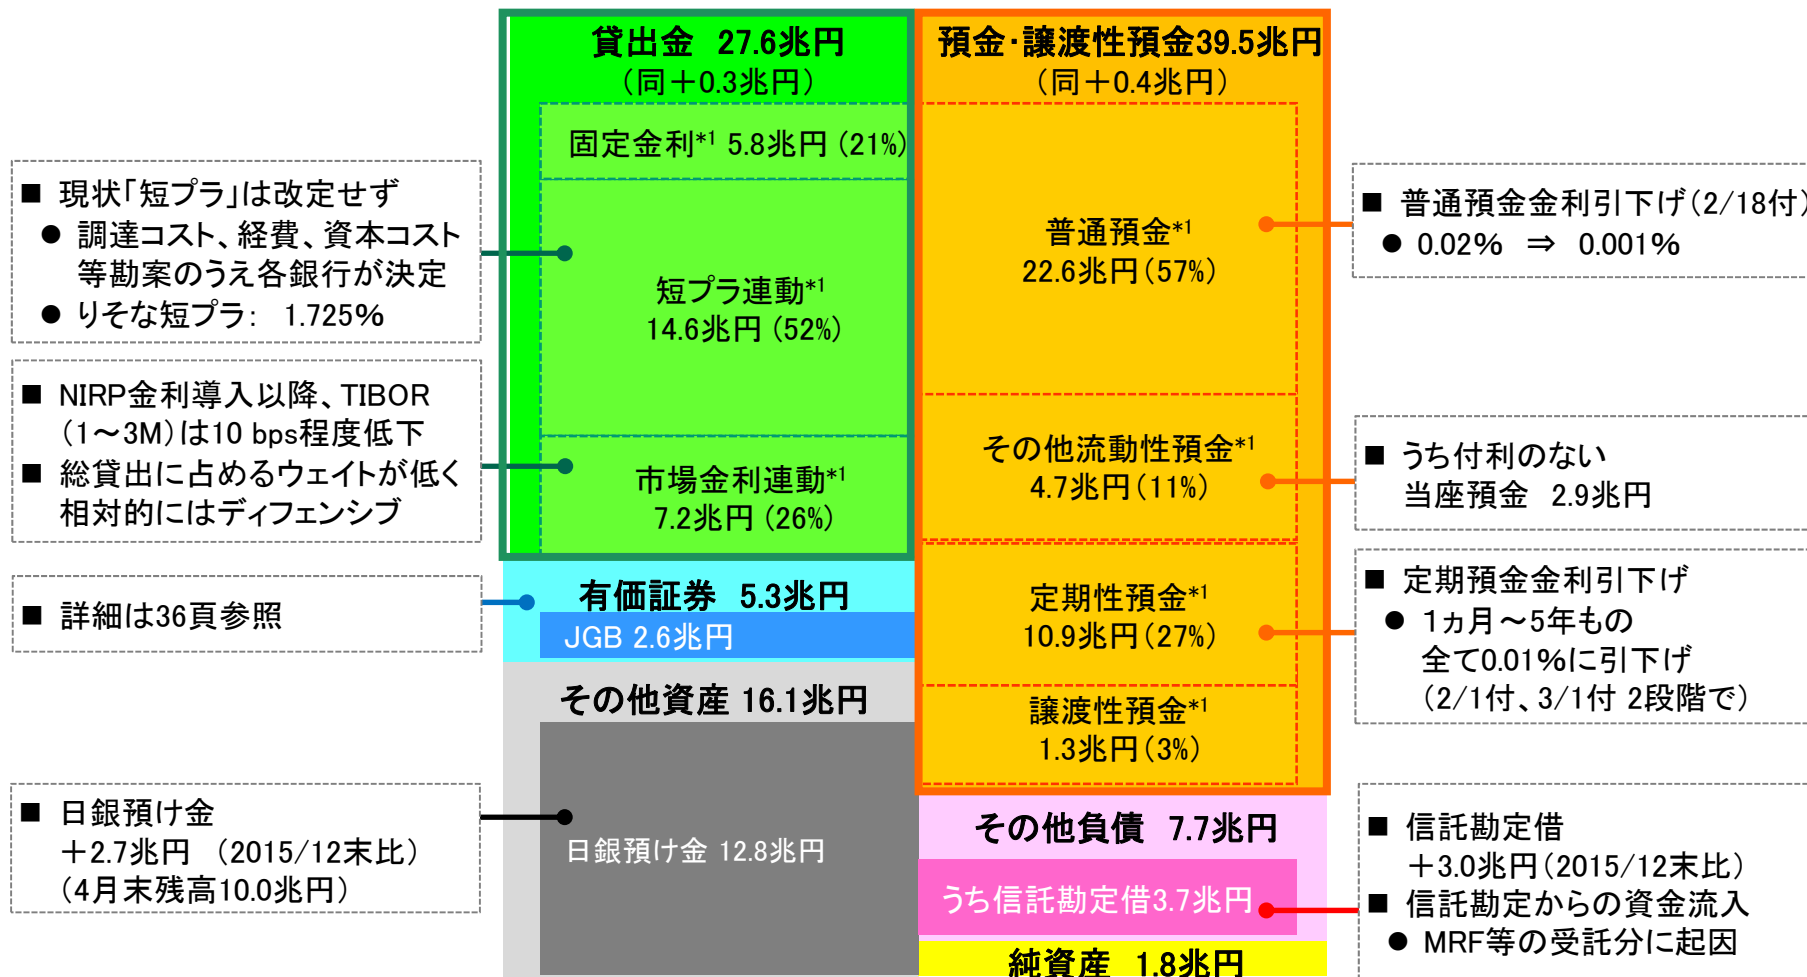 貸出金 27.6兆円
(同+0.3兆円)
固定金利*1 5.8兆円 (21%)
短プラ連動*1
14.6兆円 (52%)
市場金利連動*1
7.2兆円 (26%)
有価証券 5.3兆円
JGB 2.6兆円
その他資産 16.1兆円
日銀預け金 12.8兆円
預金・譲渡性預金39.5兆円
(同+0.4兆円)
普通預金*1
22.6兆円(57%)
その他流動性預金*1
4.7兆円(11%)
定期性預金*1
10.9兆円(27%)
譲渡性預金*1
1.3兆円(3%)
その他負債 7.7兆円
うち信託勘定借3.7兆円
純資産 1.8兆円
■ 現状「短プラ」は改定せず
● 調達コスト、経費、資本コスト
等勘案のうえ各銀行が決定
● りそな短プラ: 1.725%
■ NIRP金利導入以降、TIBOR
(1~3M)は10 bps程度低下
■ 総貸出に占めるウェイトが低く
相対的にはディフェンシブ
■ 詳細は36頁参照
■ 日銀預け金
+2.7兆円 (2015/12末比)
(4月末残高10.0兆円)
■ 普通預金金利引下げ(2/18付)
● 0.02% ⇒ 0.001%
■ うち付利のない
当座預金 2.9兆円
■ 定期預金金利引下げ
● 1ヵ月~5年もの
全て0.01%に引下げ
(2/1付、3/1付 2段階で)
■ 信託勘定借
+3.0兆円(2015/12末比)
■ 信託勘定からの資金流入
● MRF等の受託分に起因